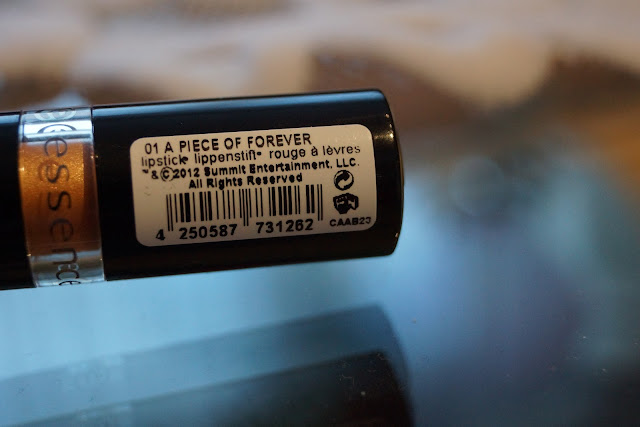 essence
01 A PIECE OF FOREVER
lipstick lippenstift rouge à lèvres
™&©2012 Summit Entertainment, LLC.
All Rights Reserved
4 250587 731262
CAAB23